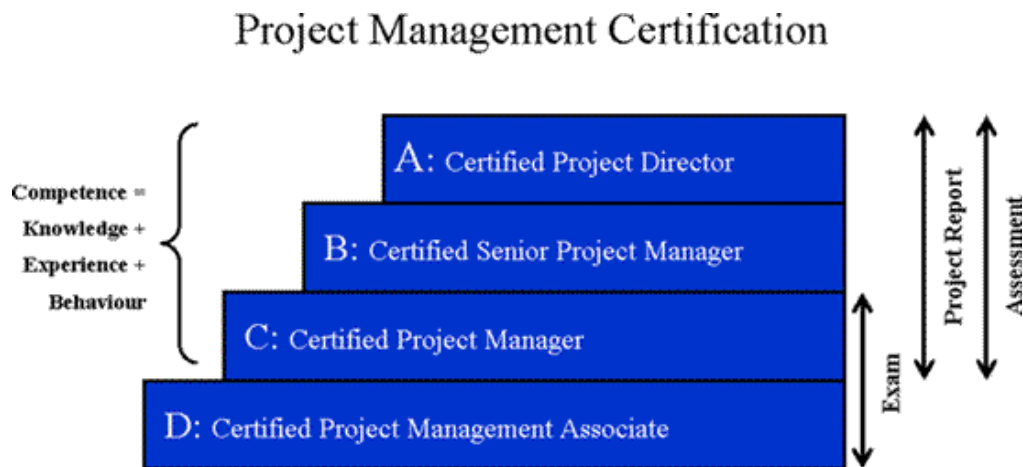 Project Management Certification
A: Certified Project Director
Competence =
Knowledge +
Experience +
Behaviour
B: Certified Senior Project Manager
C: Certified Project Manager
D: Certified Project Management Associate
Exam
Project Report
Assessment